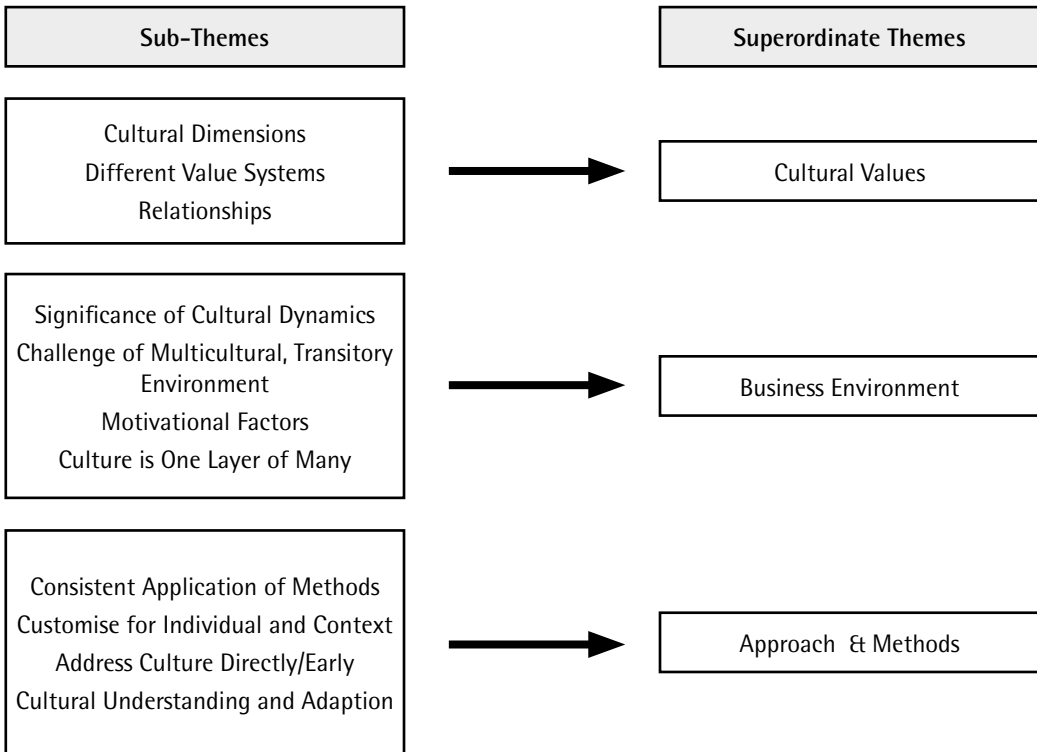 Sub-Themes
Superordinate Themes
Cultural Dimensions
Different Value Systems
Relationships
Cultural Values
Significance of Cultural Dynamics
Challenge of Multicultural, Transitory
Environment
Motivational Factors
Culture is One Layer of Many
Business Environment
Consistent Application of Methods
Customise for Individual and Context
Address Culture Directly/Early
Cultural Understanding and Adaption
Approach & Methods